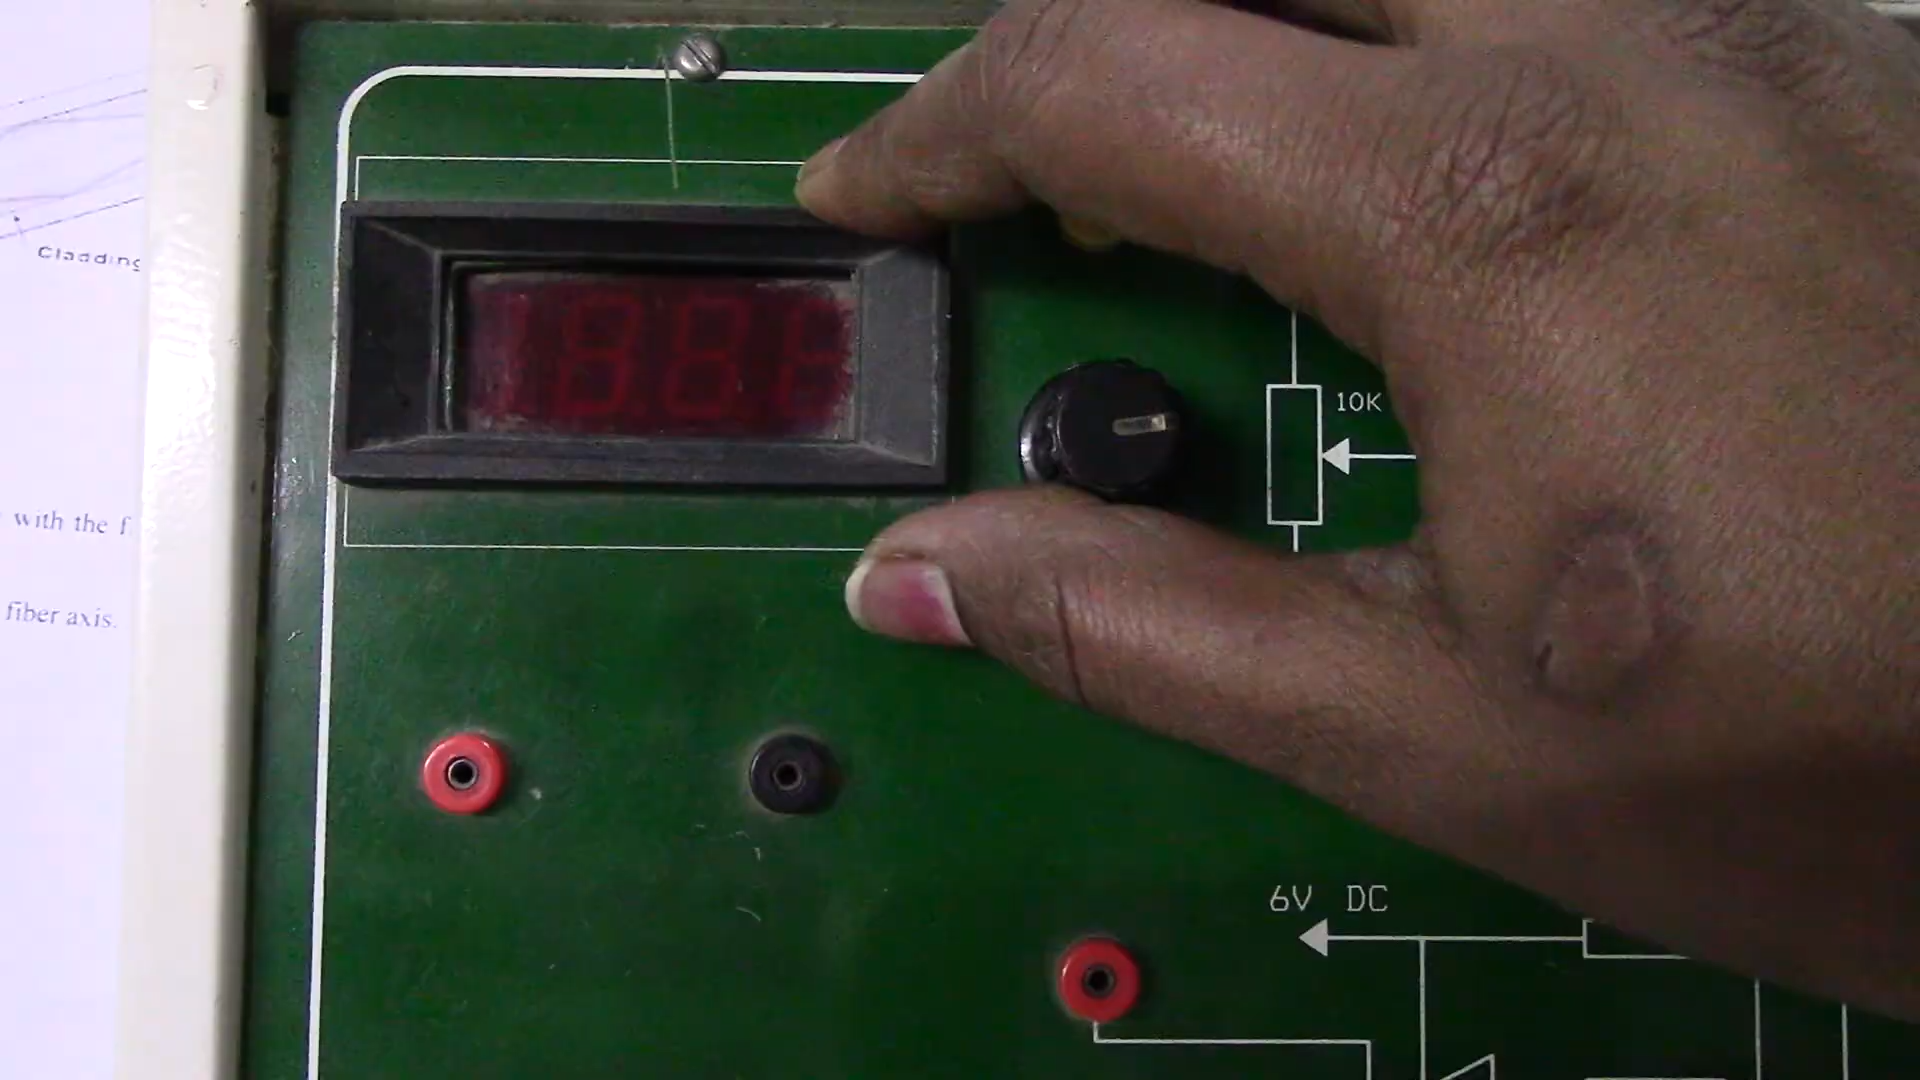 Cladding
10K
with the f
fiber axis.
6V DC